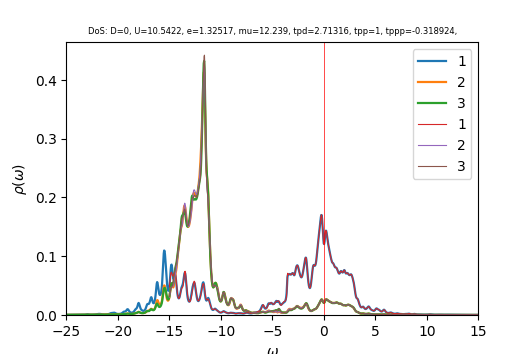 DoS: D=0, U=10.5422, e=1.32517, mu=12.239, tpd=2.71316, tpp=1, tppp=-0.318924,
1
2
3
1
2
3
ρ(ω)
0.4
0.3
0.2
0.1
0.0
−25 −20 −15 −10 −5 0 5 10 15
ω